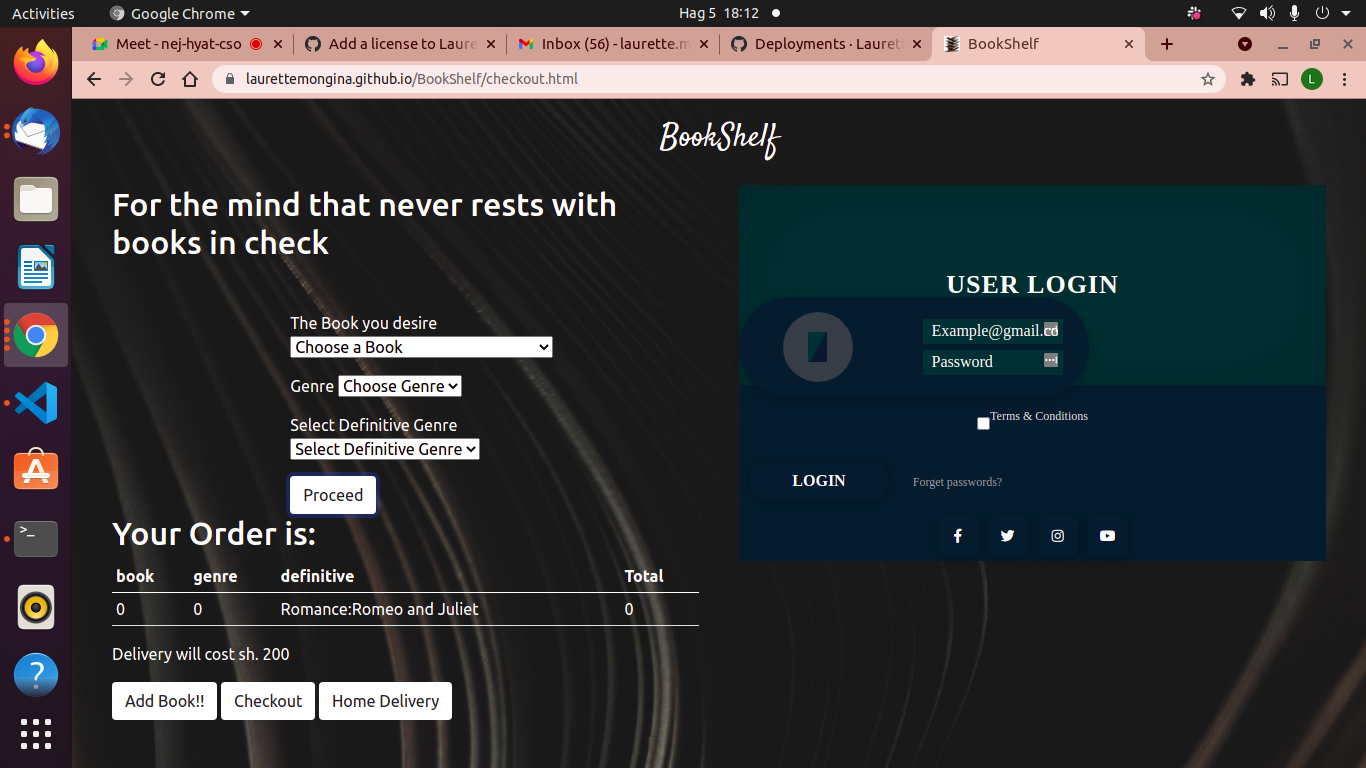 Activities
Google Chrome
Hag 5 18:12
Meet - nej-hyat-cso
Add a license to Laure
Inbox (56) - laurette.m
Deployments · Lauret
BookShelf
laurettemongina.github.io/BookShelf/checkout.html
L
BookShelf
For the mind that never rests with
books in check
The Book you desire
Choose a Book
Genre Choose Genre
Select Definitive Genre
Select Definitive Genre
Proceed
Your Order is:
book genre definitive Total
0 0 Romance:Romeo and Juliet 0
Delivery will cost sh. 200
Add Book!! Checkout Home Delivery
USER LOGIN
Example@gmail.co
Password
Terms & Conditions
LOGIN
Forget passwords?